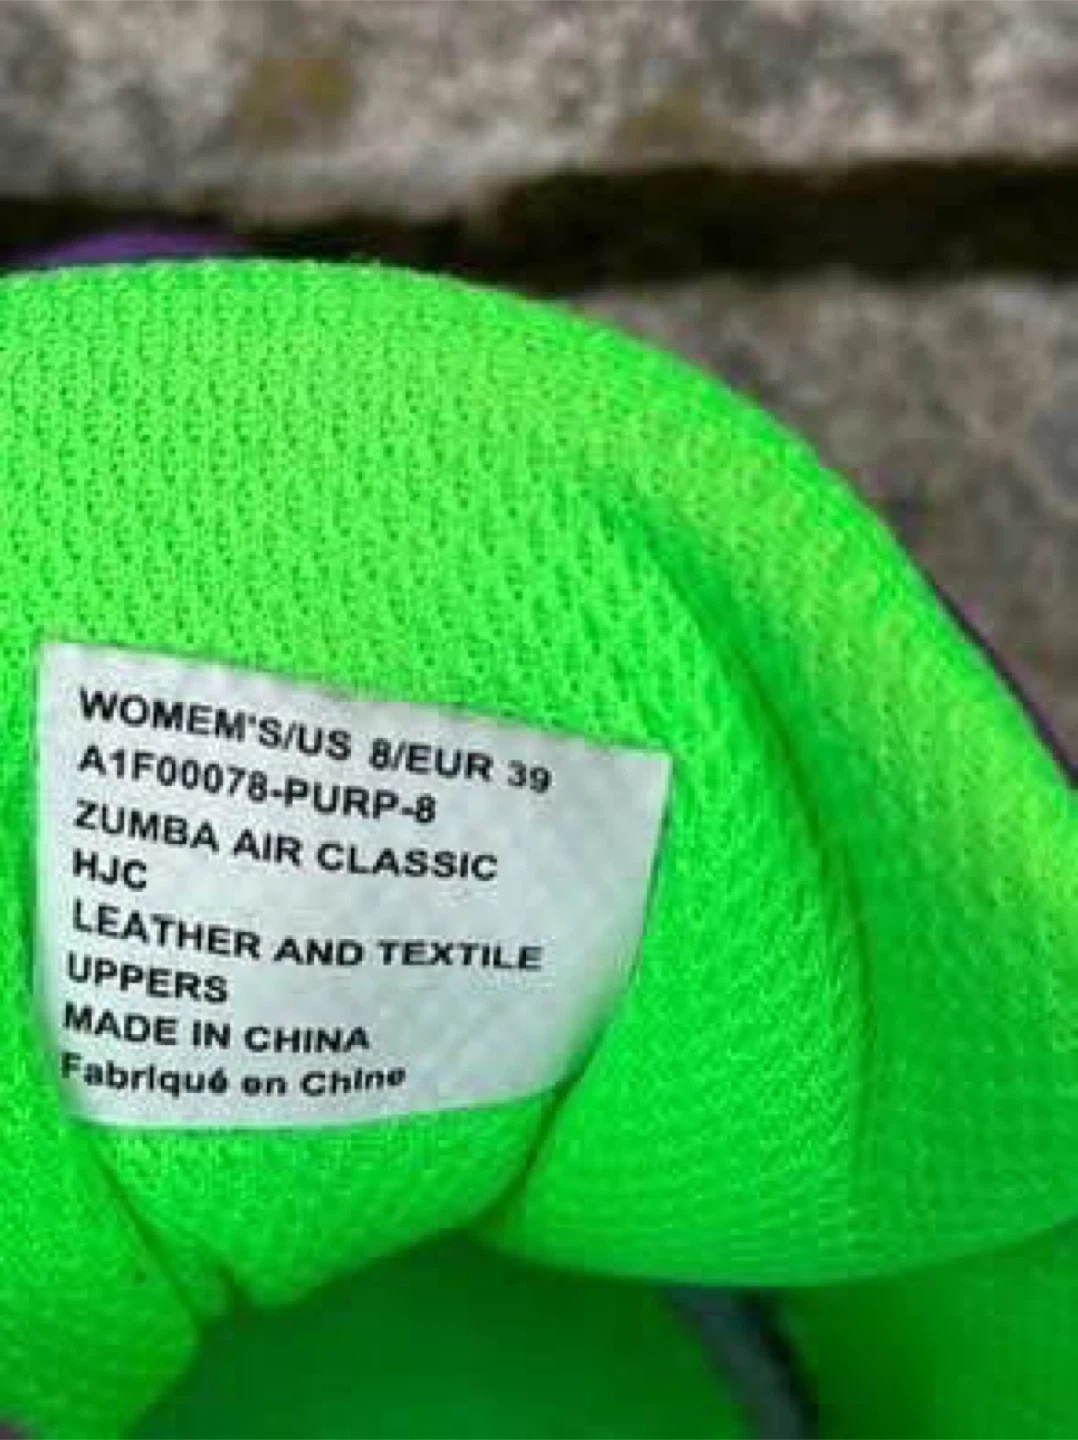 WOMEM'S/US 8/EUR 39
A1F00078-PURP-8
ZUMBA AIR CLASSIC
HJC
LEATHER AND TEXTILE
UPPERS
MADE IN CHINA
Fabriqué en Chine